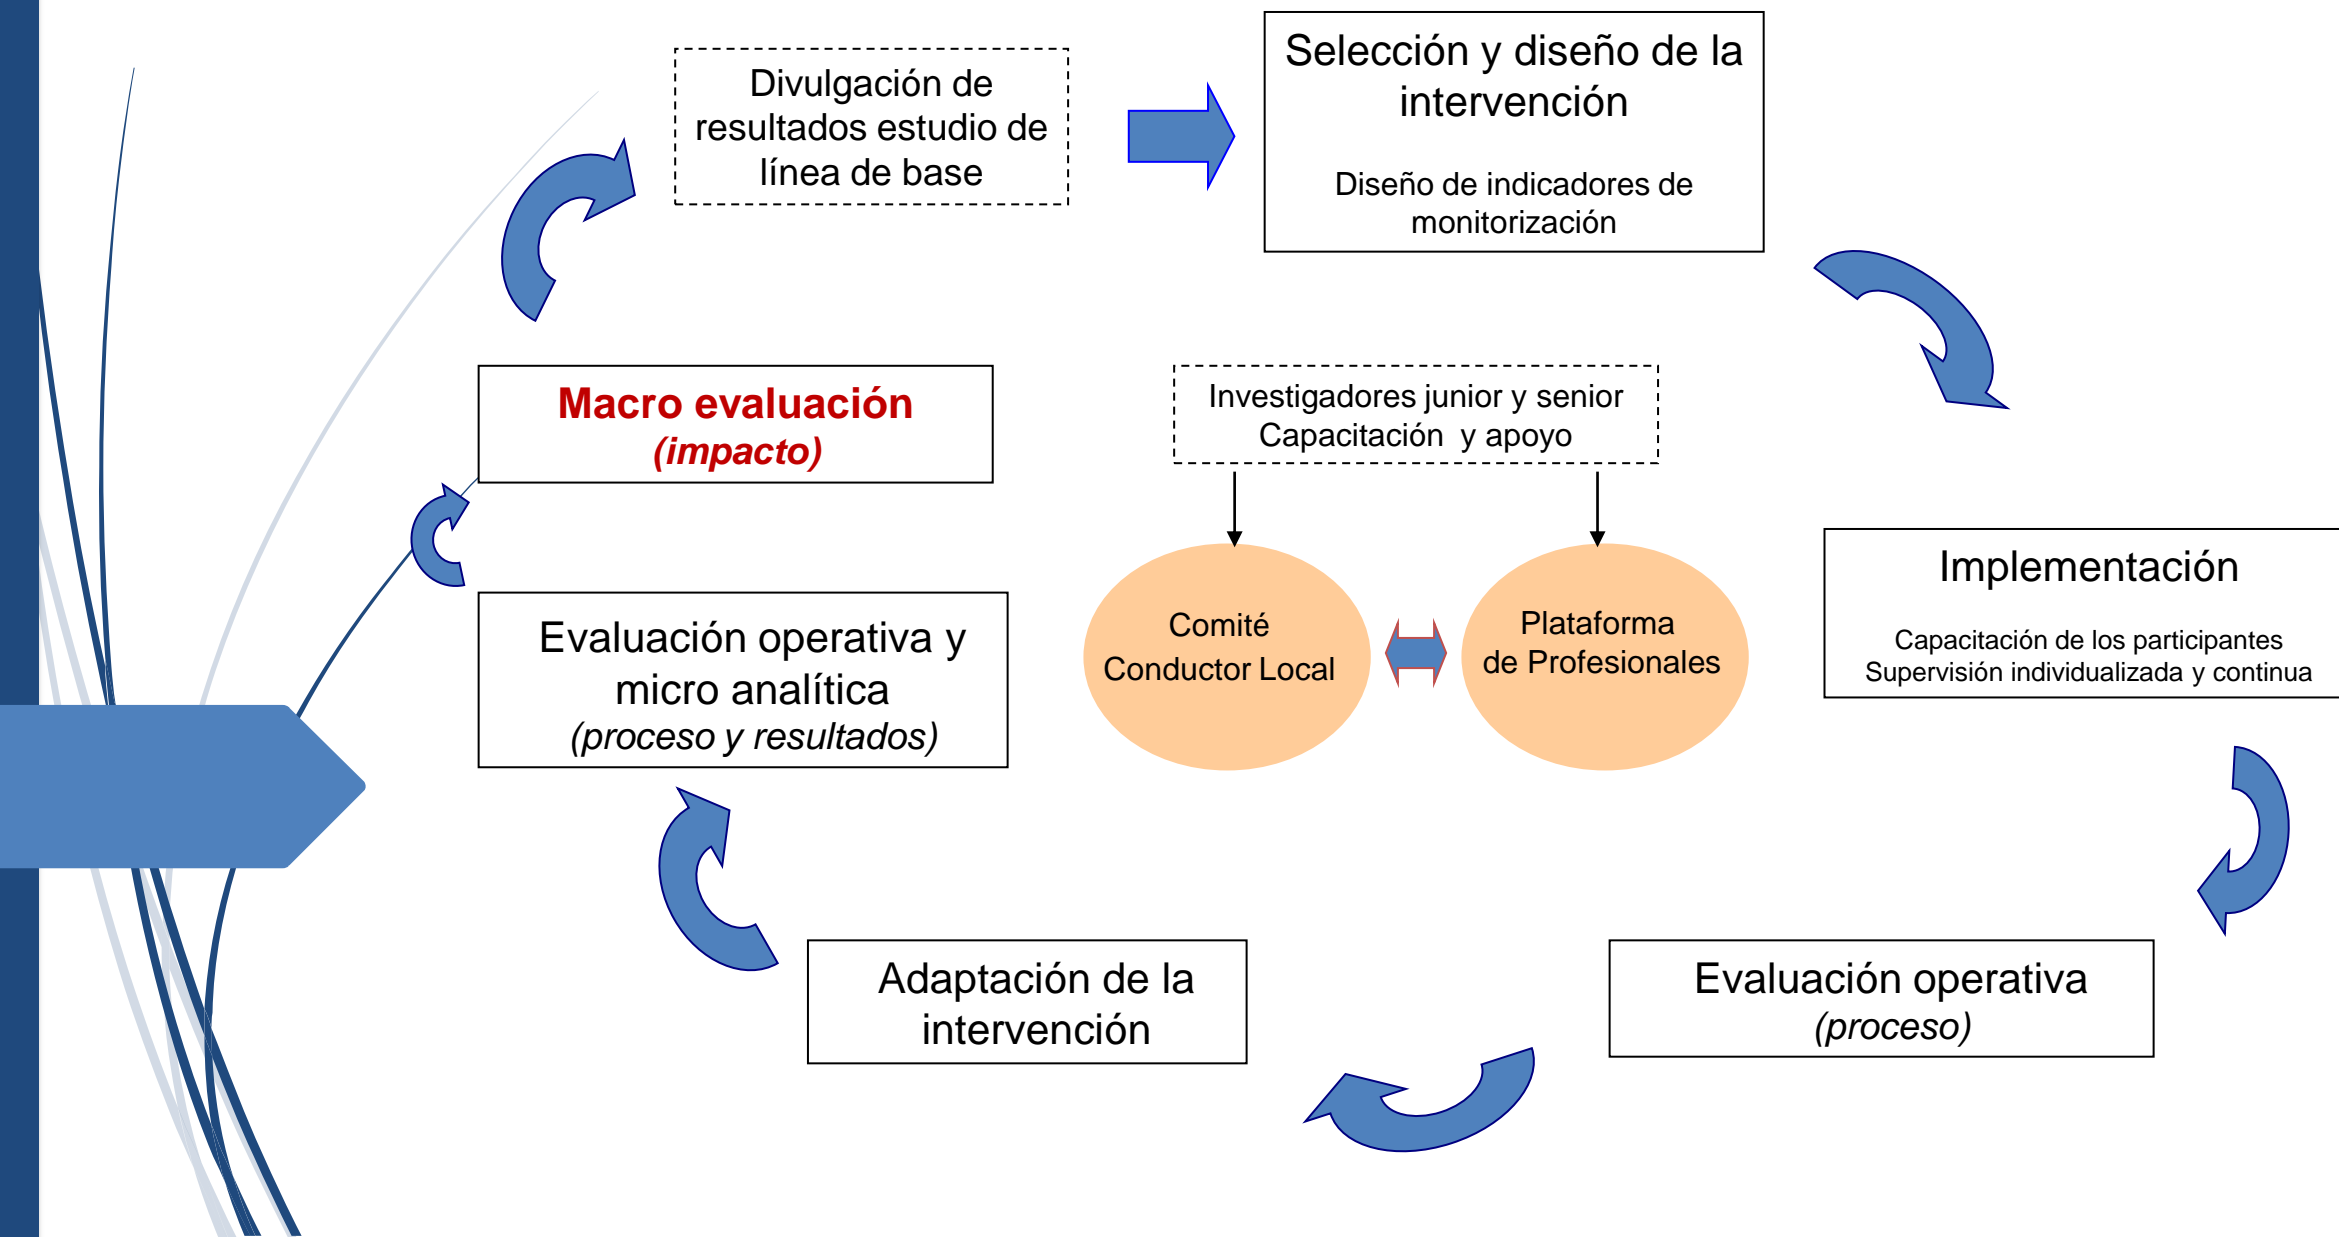 Divulgación de
resultados estudio de
línea de base
Selección y diseño de la
intervención
Diseño de indicadores de
monitorización
Macro evaluación
(impacto)
Investigadores junior y senior
Capacitación y apoyo
Implementación
Capacitación de los participantes
Supervisión individualizada y continua
Evaluación operativa y
micro analítica
(proceso y resultados)
Comité
Conductor Local
Plataforma
de Profesionales
Adaptación de la
intervención
Evaluación operativa
(proceso)